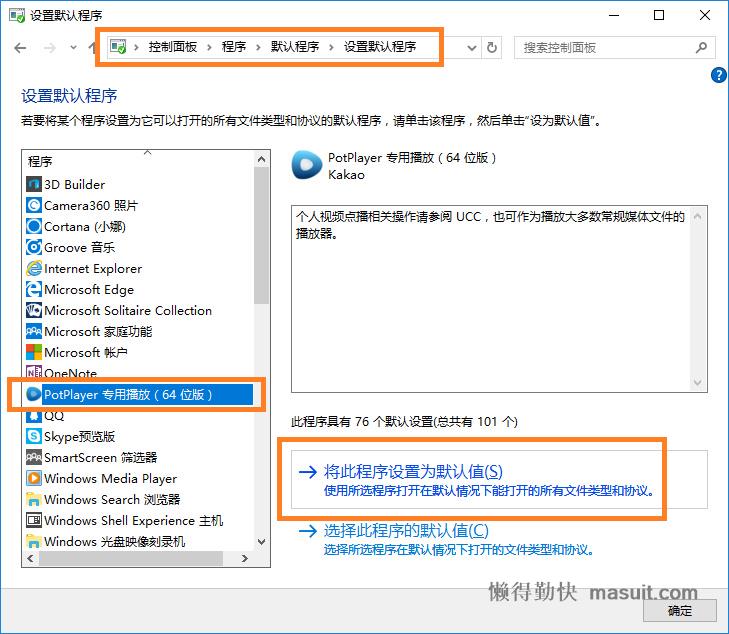 设置默认程序
控制面板 › 程序 › 默认程序 › 设置默认程序
搜索控制面板
?
设置默认程序
若要将某个程序设置为它可以打开的所有文件类型和协议的默认程序，请单击该程序，然后单击"设为默认值"。
程序
3D Builder
Camera360 照片
Cortana (小娜)
Groove 音乐
Internet Explorer
Microsoft Edge
Microsoft Solitaire Collection
Microsoft 家庭功能
Microsoft 帐户
OneNote
PotPlayer 专用播放（64 位版）
QQ
Skype预览版
SmartScreen 筛选器
Windows Media Player
Windows Search 浏览器
Windows Shell Experience 主机
Windows 光盘映像刻录机
PotPlayer 专用播放（64 位版）
Kakao
个人视频点播相关操作请参阅 UCC，也可作为播放大多数常规媒体文件的
播放器。
此程序具有 76 个默认设置(总共有 101 个)
将此程序设置为默认值(S)
使用所选程序打开在默认情况下能打开的所有文件类型和协议。
选择此程序的默认值(C)
选择所选程序在默认情况下打开的文件类型和协议。
懒得勤快 masuit.com
确定